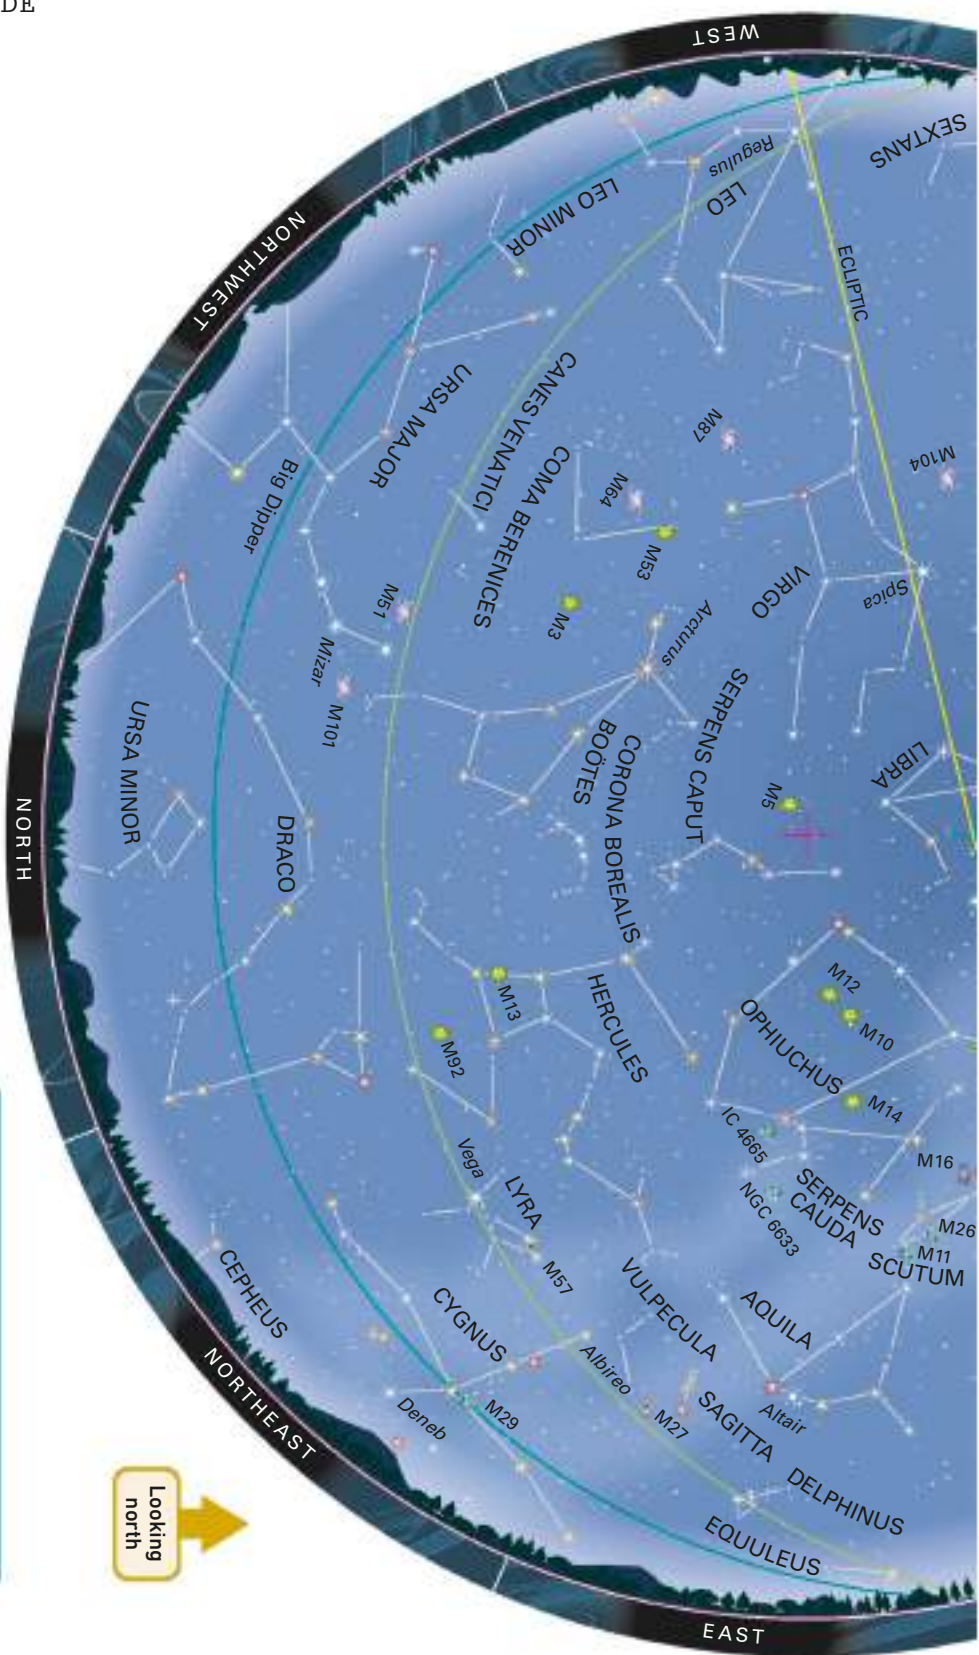 DE
WEST
SEXTANS
Regulus
LEO
LEO MINOR
NORTHWEST
ECLIPTIC
URSA MAJOR
CANES VENATICI
COMA BERENICES
M87
M64
M104
Big Dipper
M53
M51
M3
VIRGO
Spica
Arcturus
Mizar
M101
URSA MINOR
SERPENS CAPUT
BOÖTES
CORONA BOREALIS
LIBRA
M5
NORTH
DRACO
M13
HERCULES
M12
M10
OPHIUCHUS
M92
M14
IC 4665
M16
Vega
LYRA
NGC 6633
SERPENS
CAUDA
M26
M11
SCUTUM
M57
CEPHEUS
CYGNUS
VULPECULA
AQUILA
Albireo
NORTHEAST
Deneb
M29
M27
SAGITTA
Altair
DELPHINUS
EQUULEUS
Looking
north
EAST